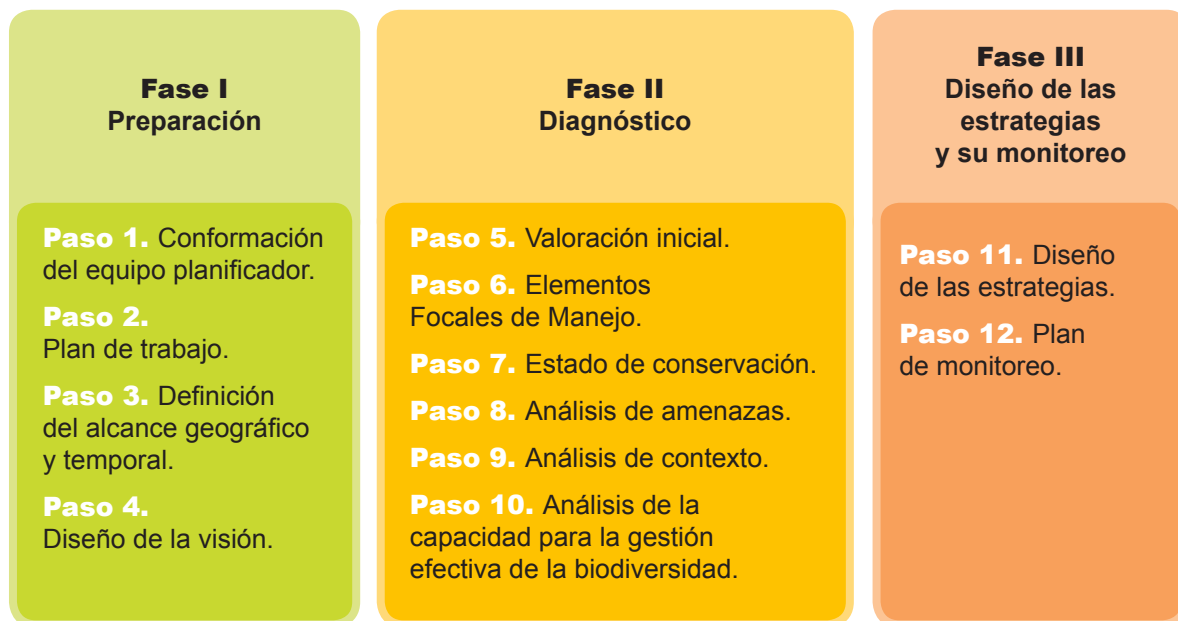 Fase I
Preparación
Paso 1. Conformación
del equipo planificador.
Paso 2.
Plan de trabajo.
Paso 3. Definición
del alcance geográfico
y temporal.
Paso 4.
Diseño de la visión.
Fase II
Diagnóstico
Paso 5. Valoración inicial.
Paso 6. Elementos
Focales de Manejo.
Paso 7. Estado de conservación.
Paso 8. Análisis de amenazas.
Paso 9. Análisis de contexto.
Paso 10. Análisis de la
capacidad para la gestión
efectiva de la biodiversidad.
Fase III
Diseño de las
estrategias
y su monitoreo
Paso 11. Diseño
de las estrategias.
Paso 12. Plan
de monitoreo.